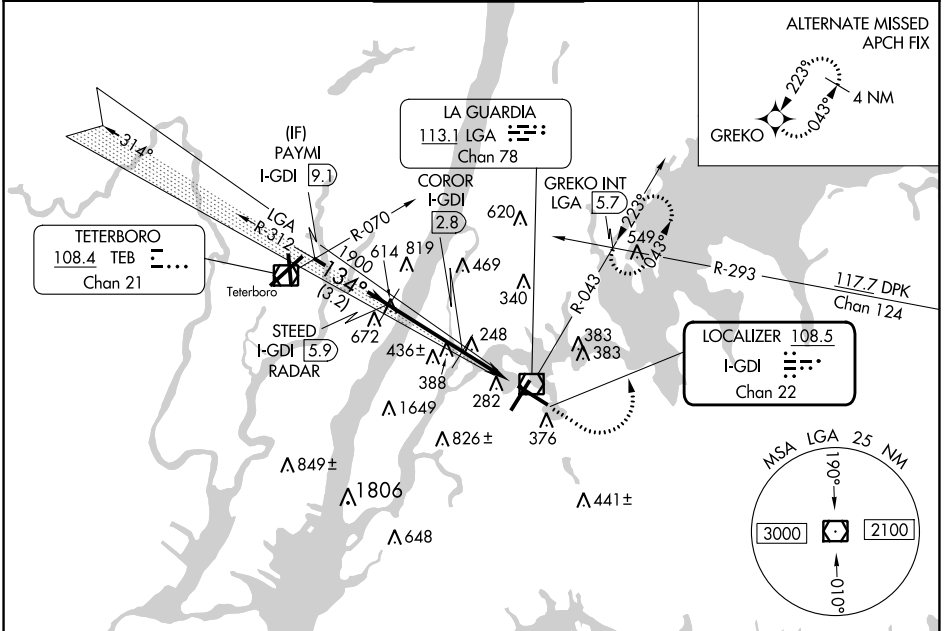 ALTERNATE MISSED
APCH FIX
223°
043°
4 NM
GREKO
LA GUARDIA
113.1 LGA
Chan 78
(IF)
PAYMI
I-GDI 9.1
COROR
I-GDI
2.8
GREKO INT
LGA 5.7
314°
LGA
R-312
R-070
1900
134°
(3.2)
TETERBORO
108.4 TEB
Chan 21
Teterboro
STEED
I-GDI 5.9
RADAR
614
819
469
620
340
549
223°
043°
R-043
R-293
117.7 DPK
Chan 124
672
436±
388
248
282
383
383
376
LOCALIZER 108.5
I-GDI
Chan 22
1649
826±
849±
1806
648
441±
MSA LGA 25 NM
190°
3000
2100
010°